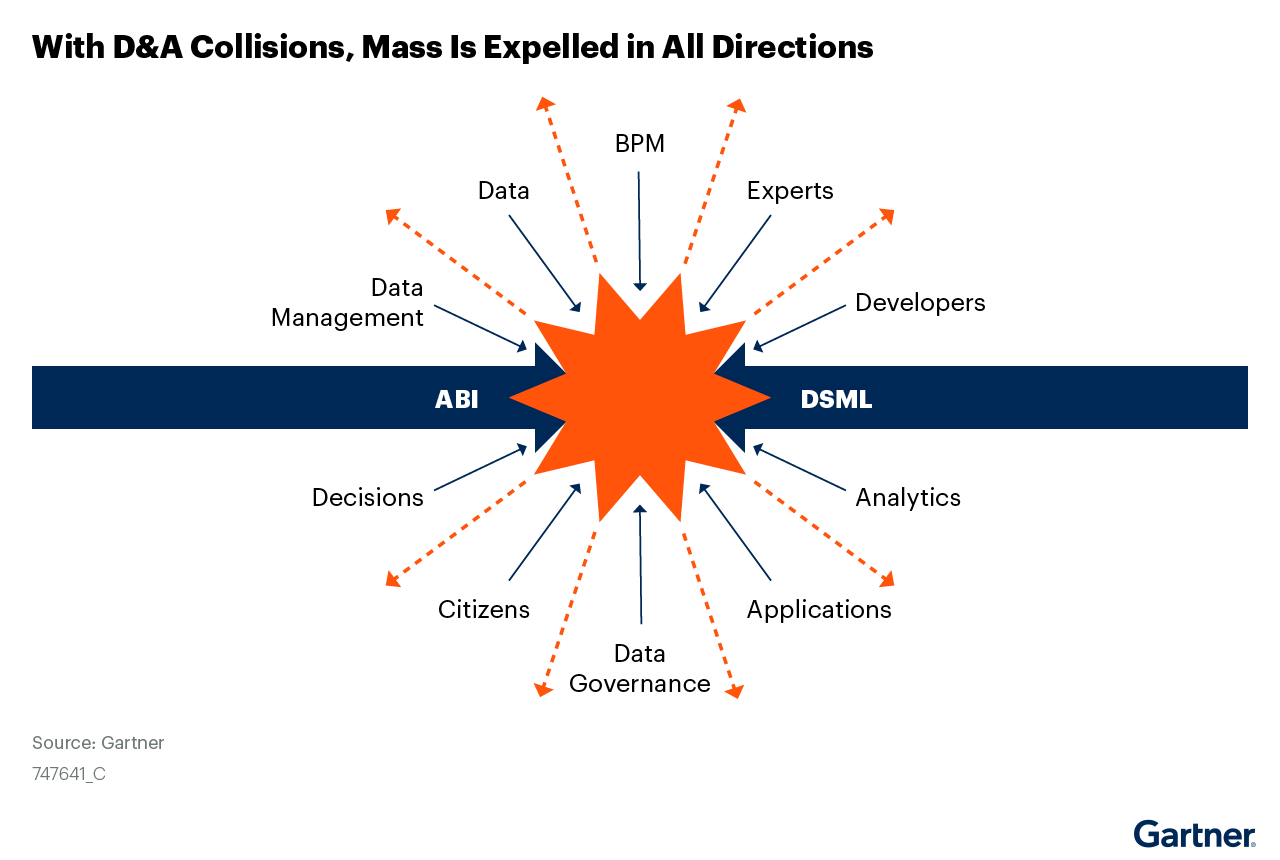 With D&A Collisions, Mass Is Expelled in All Directions
BPM
Data
Experts
Data
Management
Developers
ABI
DSML
Decisions
Analytics
Citizens
Applications
Data
Governance
Source: Gartner
747641_C
Gartner®